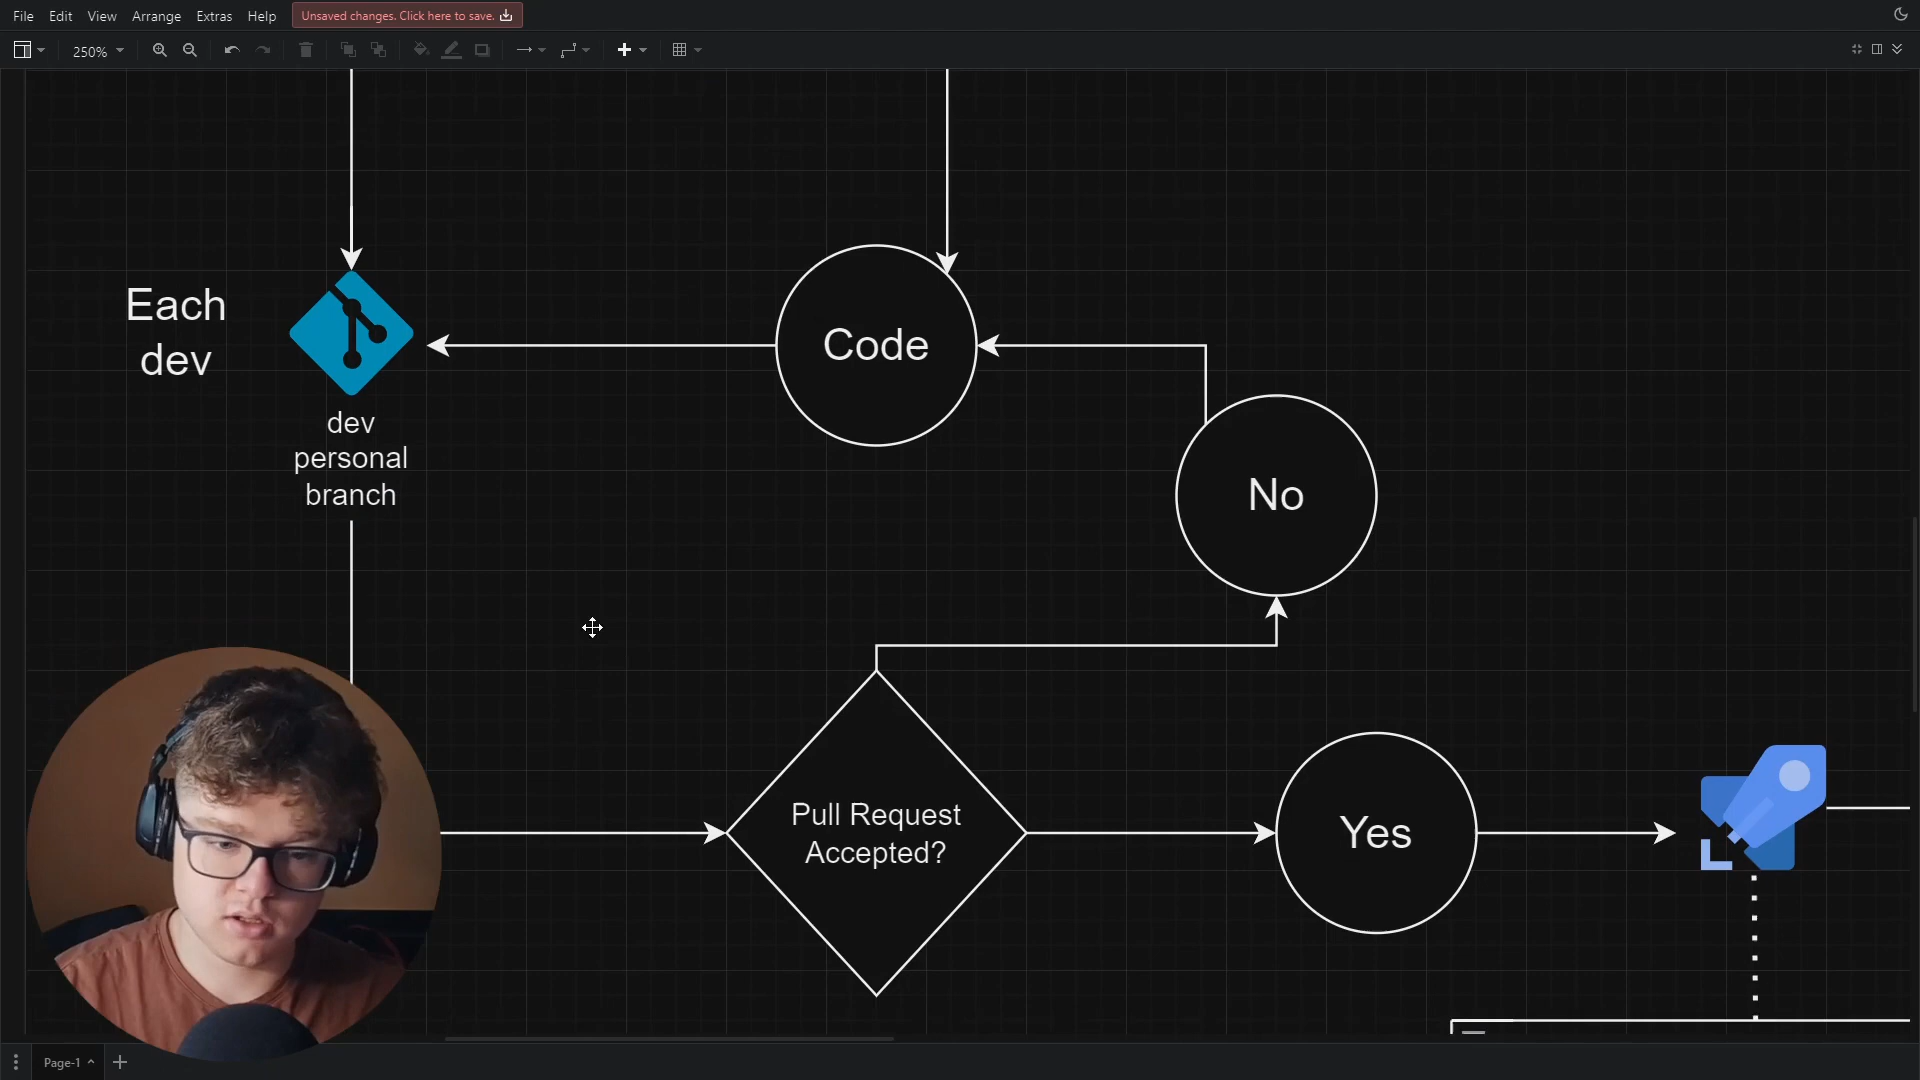 File Edit View Arrange Extras Help Unsaved changes. Click here to save.
250%
Each
dev
dev
personal
branch
Code
No
Pull Request
Accepted?
Yes
Page-1